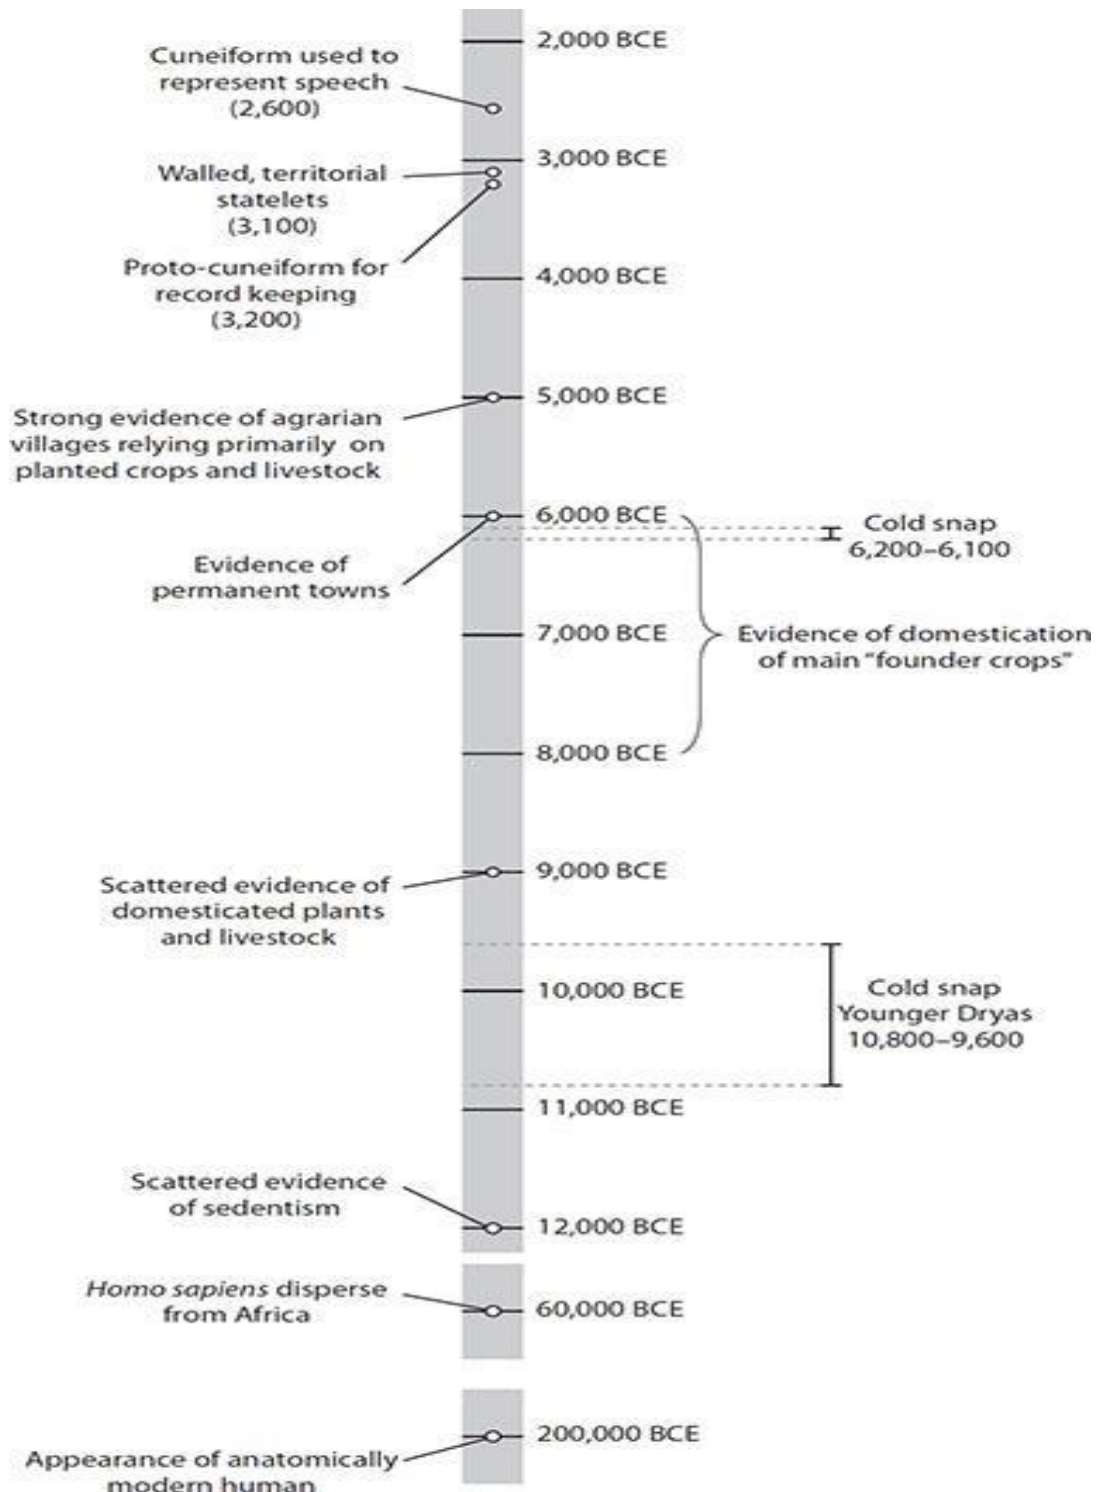 2,000 BCE
Cuneiform used to
represent speech
(2,600)
3,000 BCE
Walled, territorial
statelets
(3,100)
Proto-cuneiform for
record keeping
(3,200)
4,000 BCE
5,000 BCE
Strong evidence of agrarian
villages relying primarily on
planted crops and livestock
6,000 BCE
Cold snap
6,200–6,100
Evidence of
permanent towns
7,000 BCE
Evidence of domestication
of main “founder crops”
8,000 BCE
9,000 BCE
Scattered evidence of
domesticated plants
and livestock
10,000 BCE
Cold snap
Younger Dryas
10,800–9,600
11,000 BCE
Scattered evidence
of sedentism
12,000 BCE
Homo sapiens disperse
from Africa
60,000 BCE
200,000 BCE
Appearance of anatomically
modern human